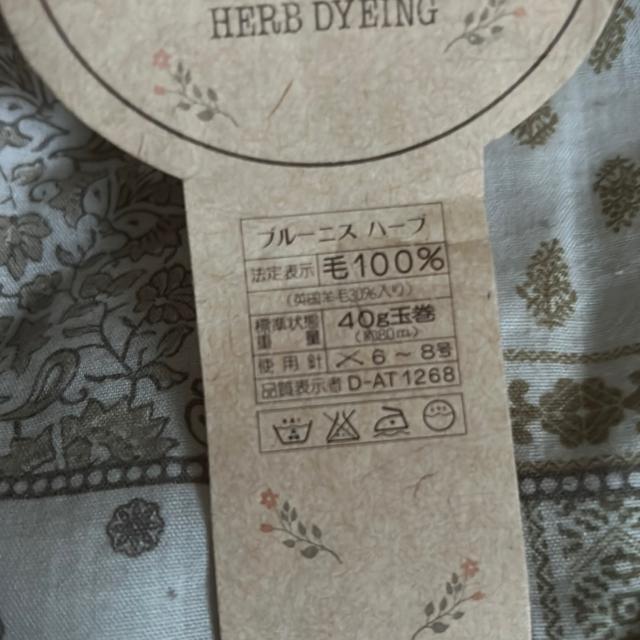 HERB DYEING
ブルーニス ハーブ
法定表示 毛100%
(英国羊毛30%入り)
標準状態 40g玉巻
重量 (約80m)
使用針 6〜8号
品質表示者 D-AT1268